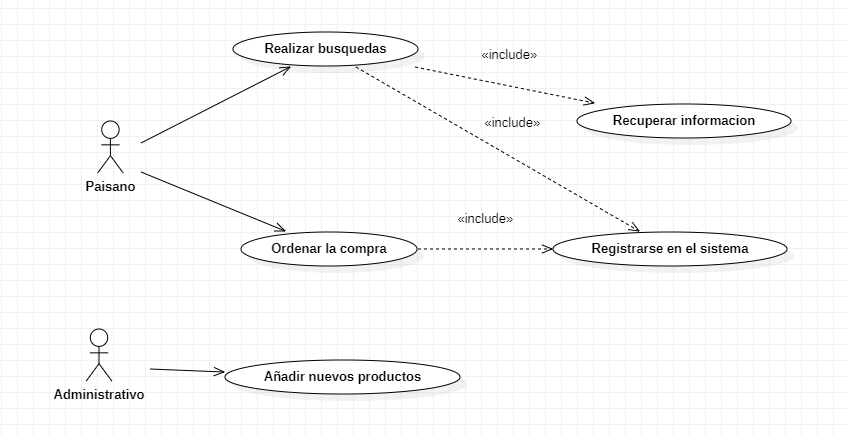 Realizar busquedas
«include»
Recuperar informacion
«include»
Paisano
«include»
Ordenar la compra
Registrarse en el sistema
Administrativo
Añadir nuevos productos